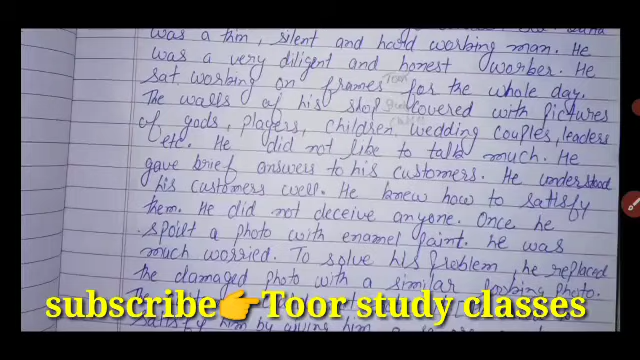 was a thin, silent and hard working man. He
was a very diligent and honest worker. He
sat working on frames for the whole day.
The walls of his shop covered with pictures
of gods, players, children, wedding couples, leaders
etc. He did not like to talk much. He
gave brief answers to his customers. He understood
his customers well. He knew how to satisfy
them. He did not deceive anyone. Once he
spoilt a photo with enamel paint. he was
much worried. To solve his problem, he replaced
the damaged photo with a similar looking photo.
subscribe👉Toor study classes
satisfy him by giving him a